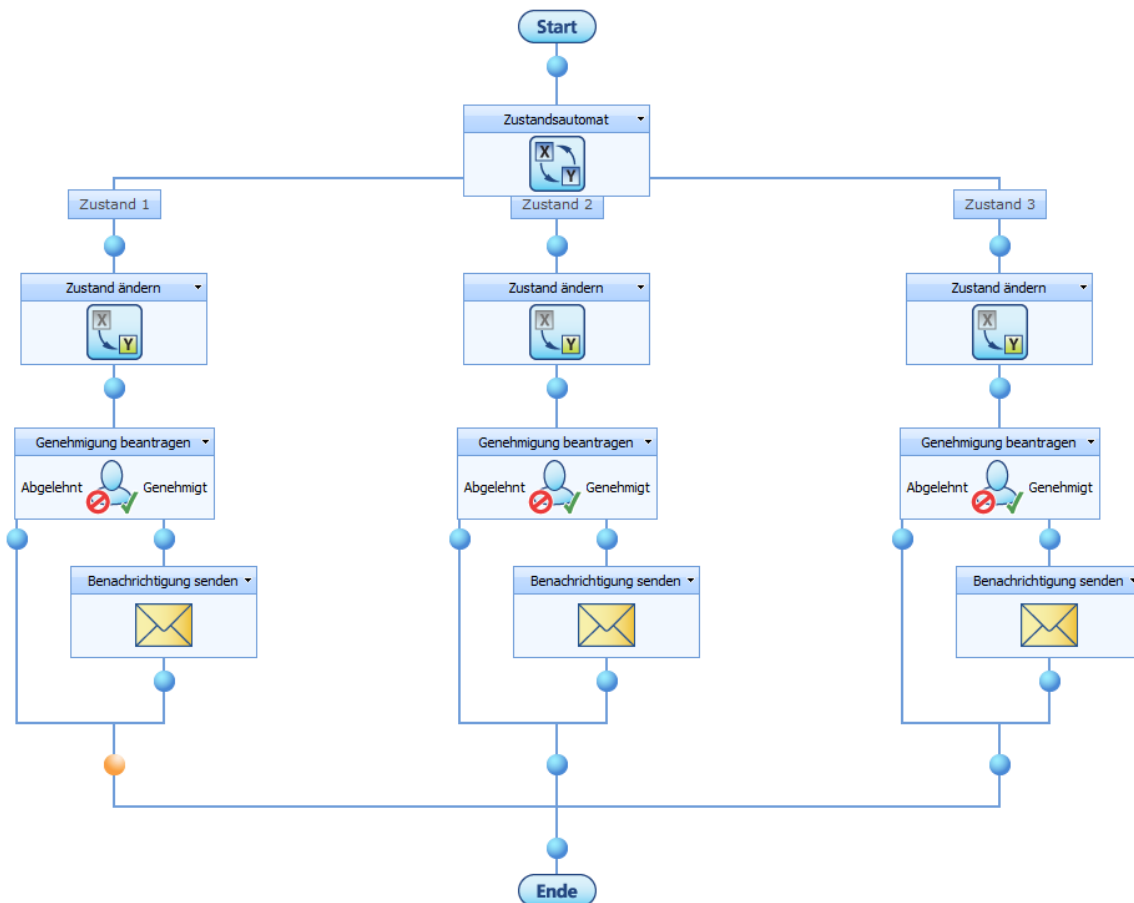 Start
Zustandsautomat
X
Y
Zustand 1
Zustand 2
Zustand 3
Zustand ändern
Zustand ändern
Zustand ändern
X
Y
X
Y
X
Y
Genehmigung beantragen
Genehmigung beantragen
Genehmigung beantragen
Abgelehnt
Genehmigt
Abgelehnt
Genehmigt
Abgelehnt
Genehmigt
Benachrichtigung senden
Benachrichtigung senden
Benachrichtigung senden
Ende